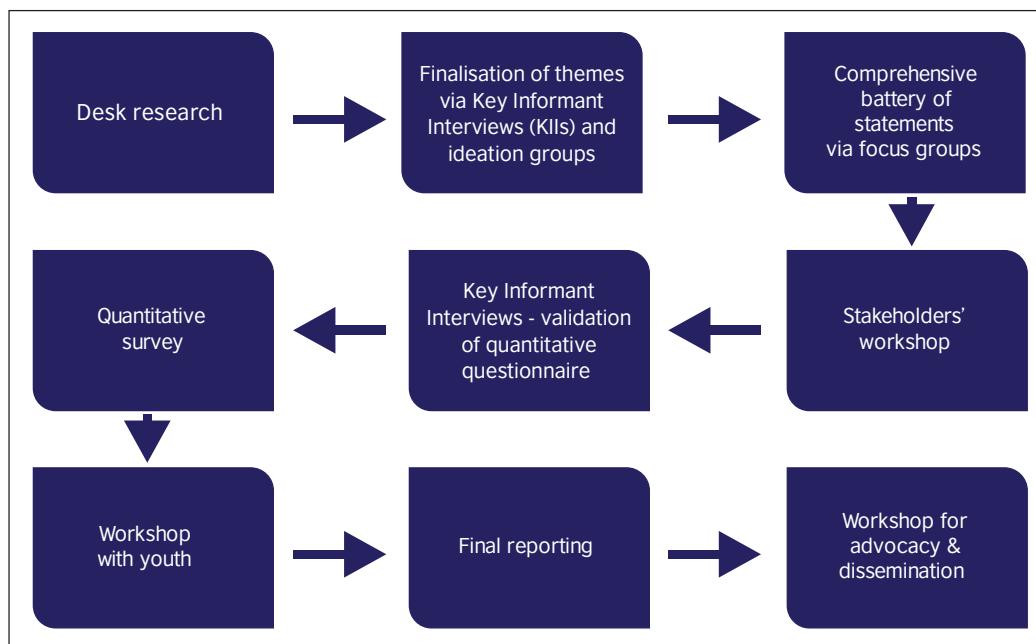 Desk research
Finalisation of themes
via Key Informant
Interviews (KIIs) and
ideation groups
Comprehensive
battery of
statements
via focus groups
Stakeholders’
workshop
Key Informant
Interviews - validation
of quantitative
questionnaire
Quantitative
survey
Workshop
with youth
Final reporting
Workshop for
advocacy &
dissemination